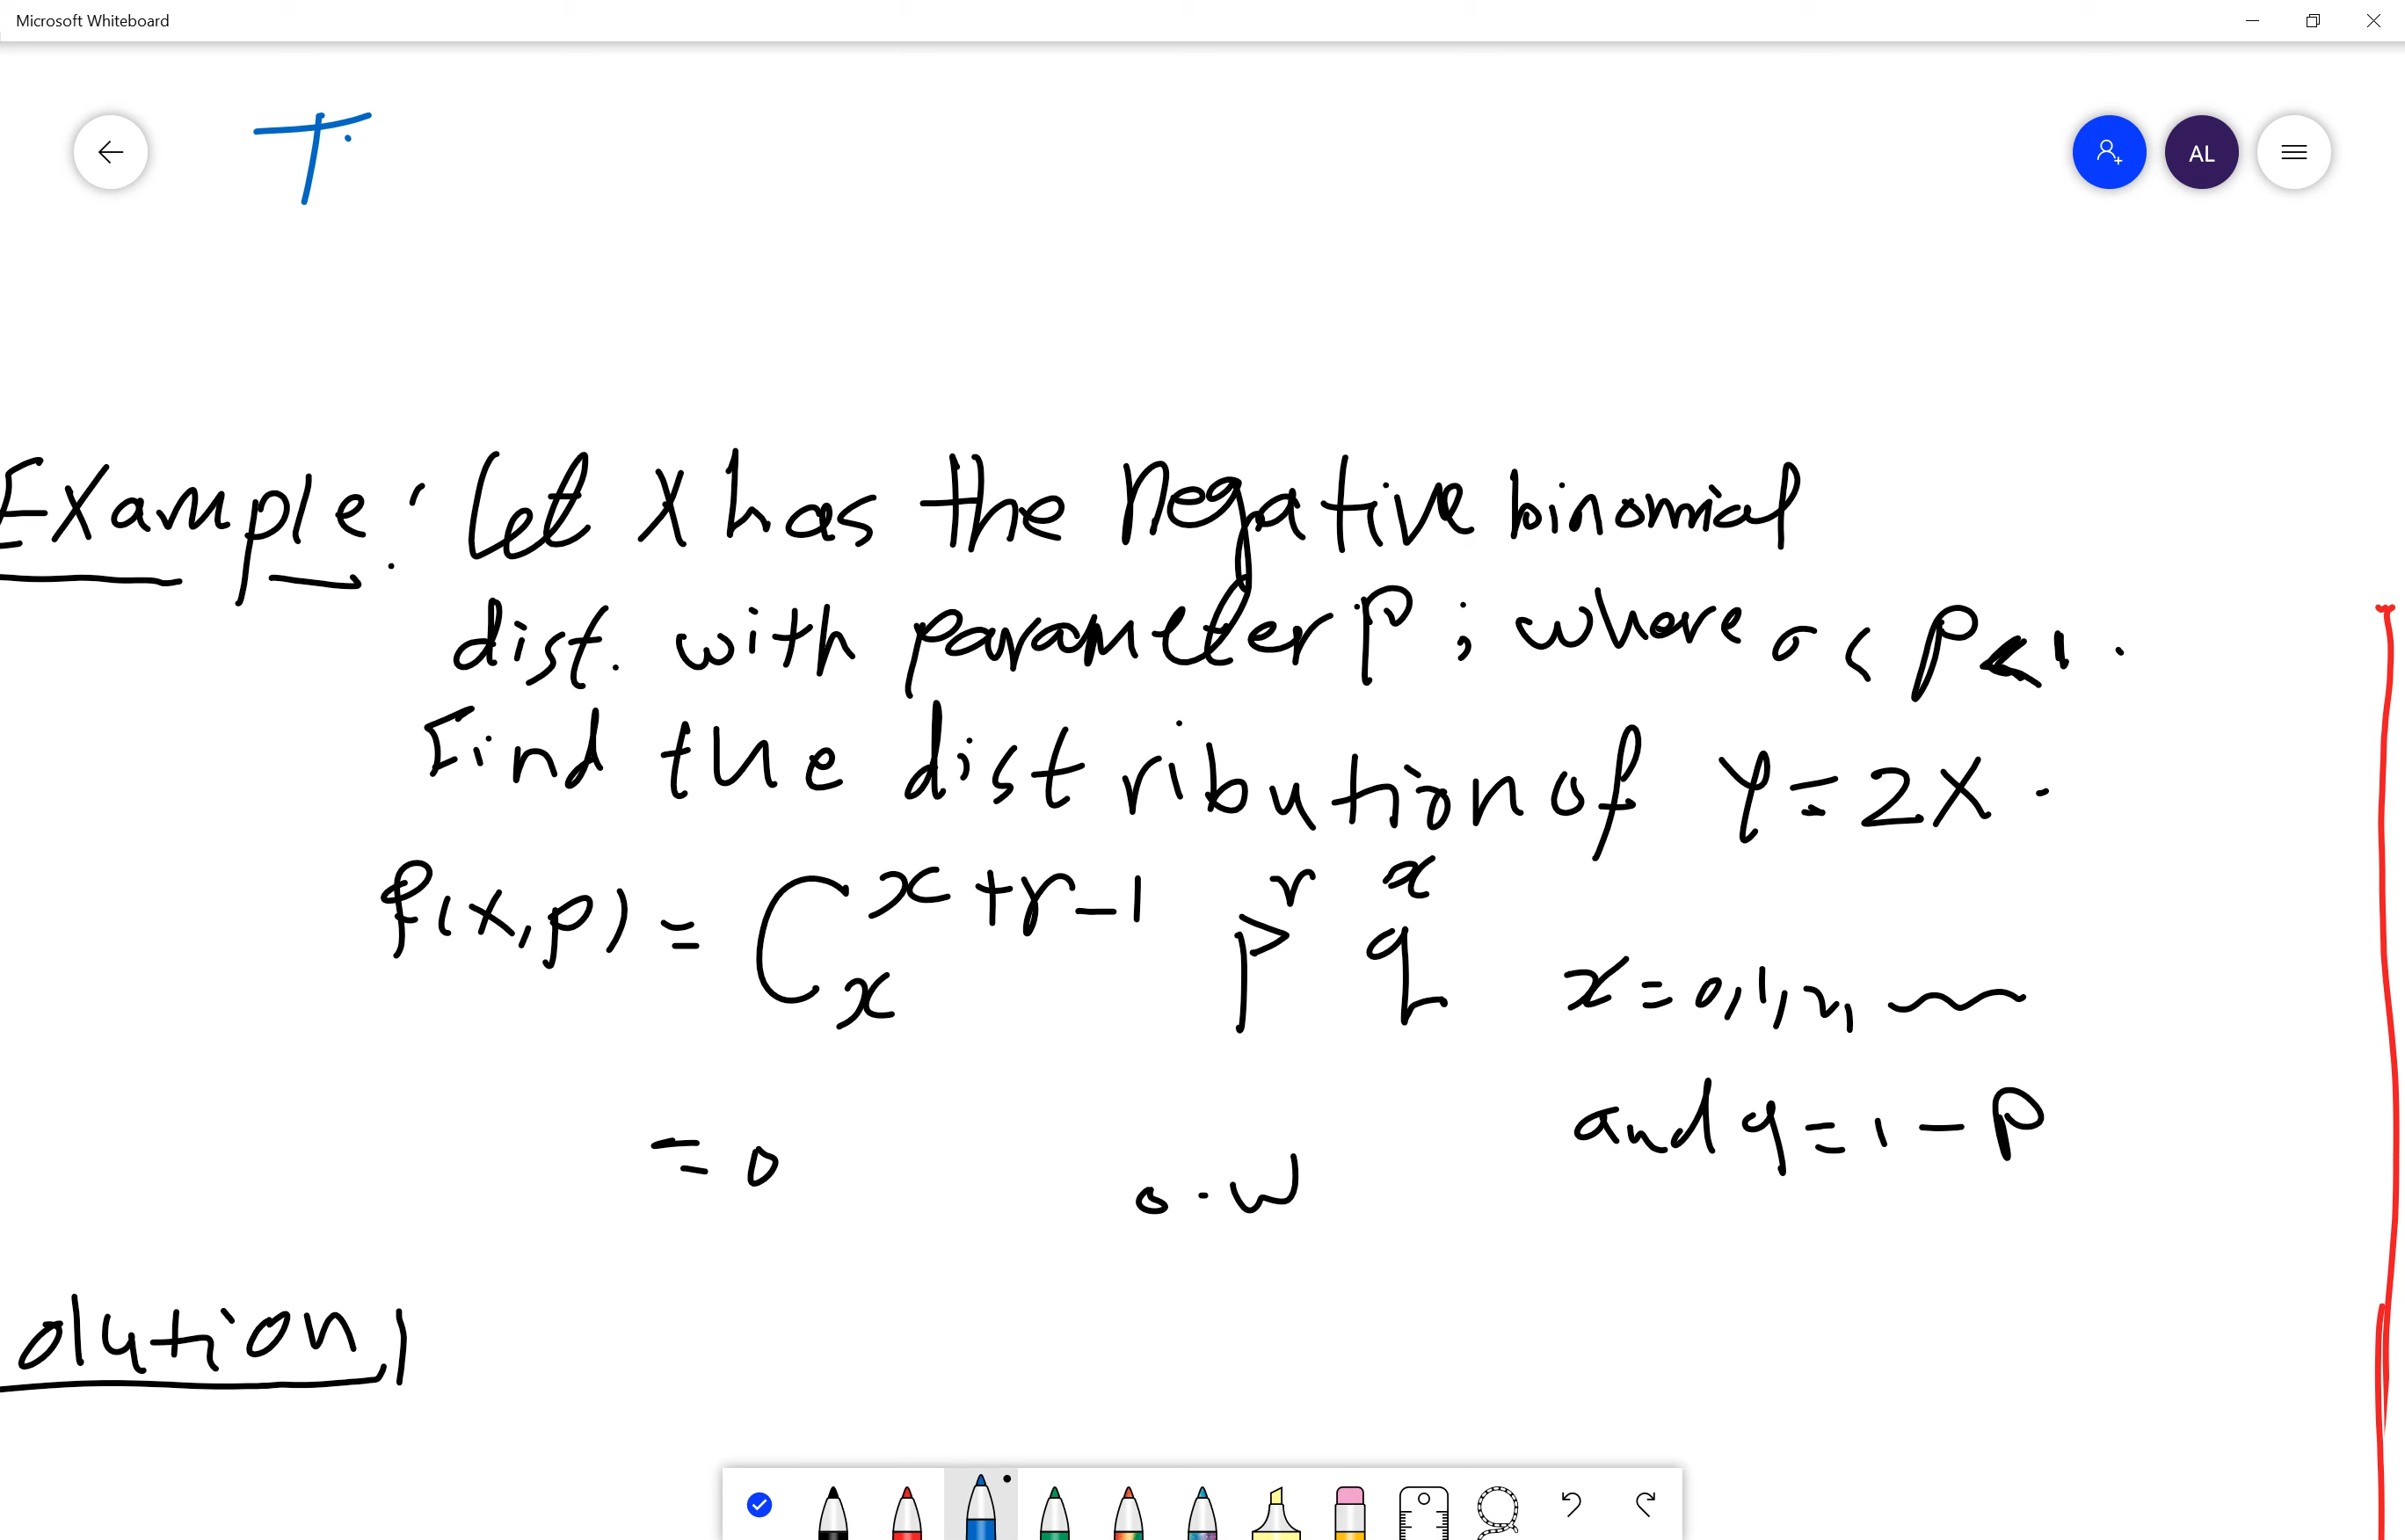 Microsoft Whiteboard
T.
AL
Example: let X has the negative binomial
dist. with parameter p; where 0 < p < 1.
Find the distribution of Y = 2X.
f(x,p) = C_x^{x+r-1} p^r q^x x = 0,1,2, ~
and q = 1 - p
= 0 o.w
olution,